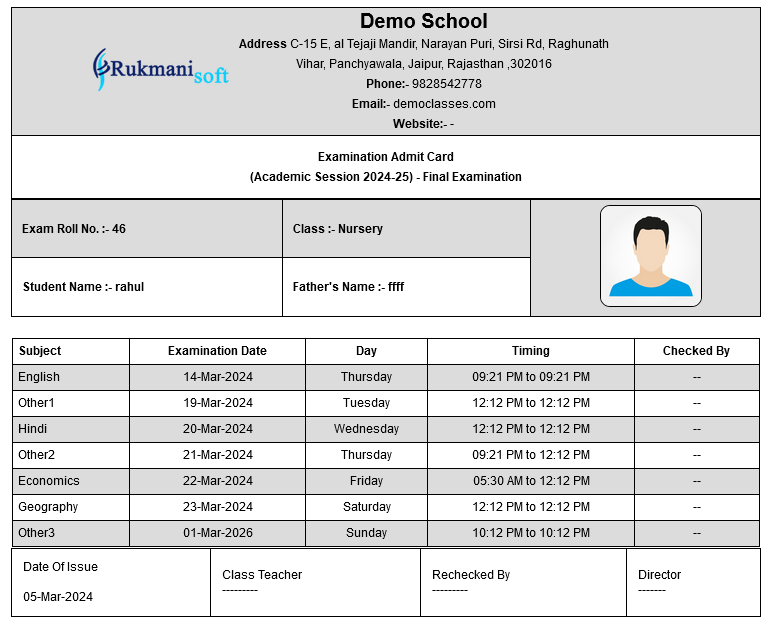 Demo School
Rukmani soft
Address C-15 E, al Tejaji Mandir, Narayan Puri, Sirsi Rd, Raghunath
Vihar, Panchyawala, Jaipur, Rajasthan ,302016
Phone:- 9828542778
Email:- democlasses.com
Website:- -
Examination Admit Card
(Academic Session 2024-25) - Final Examination
Exam Roll No. :- 46 Class :- Nursery
Student Name :- rahul Father's Name :- ffff
Subject Examination Date Day Timing Checked By
English 14-Mar-2024 Thursday 09:21 PM to 09:21 PM --
Other1 19-Mar-2024 Tuesday 12:12 PM to 12:12 PM --
Hindi 20-Mar-2024 Wednesday 12:12 PM to 12:12 PM --
Other2 21-Mar-2024 Thursday 09:21 PM to 12:12 PM --
Economics 22-Mar-2024 Friday 05:30 AM to 12:12 PM --
Geography 23-Mar-2024 Saturday 12:12 PM to 12:12 PM --
Other3 01-Mar-2026 Sunday 10:12 PM to 10:12 PM --
Date Of Issue Class Teacher Rechecked By Director
--------- --------- -------
05-Mar-2024